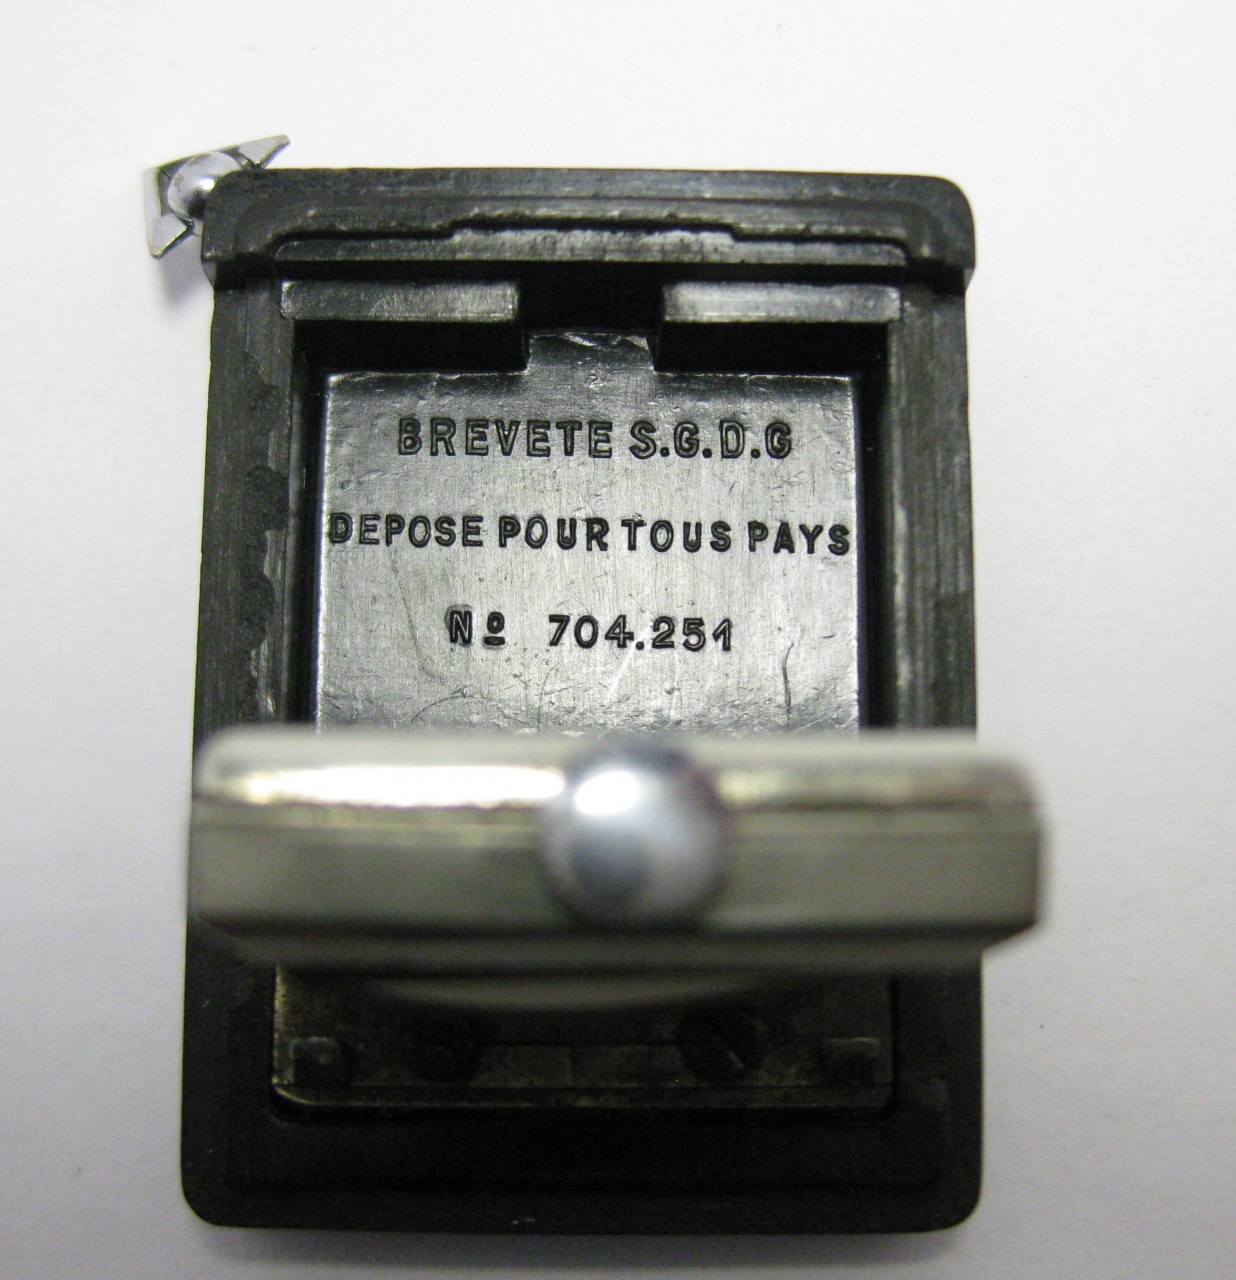 BREVETE S.G.D.G
DEPOSE POUR TOUS PAYS
Nº 704.251